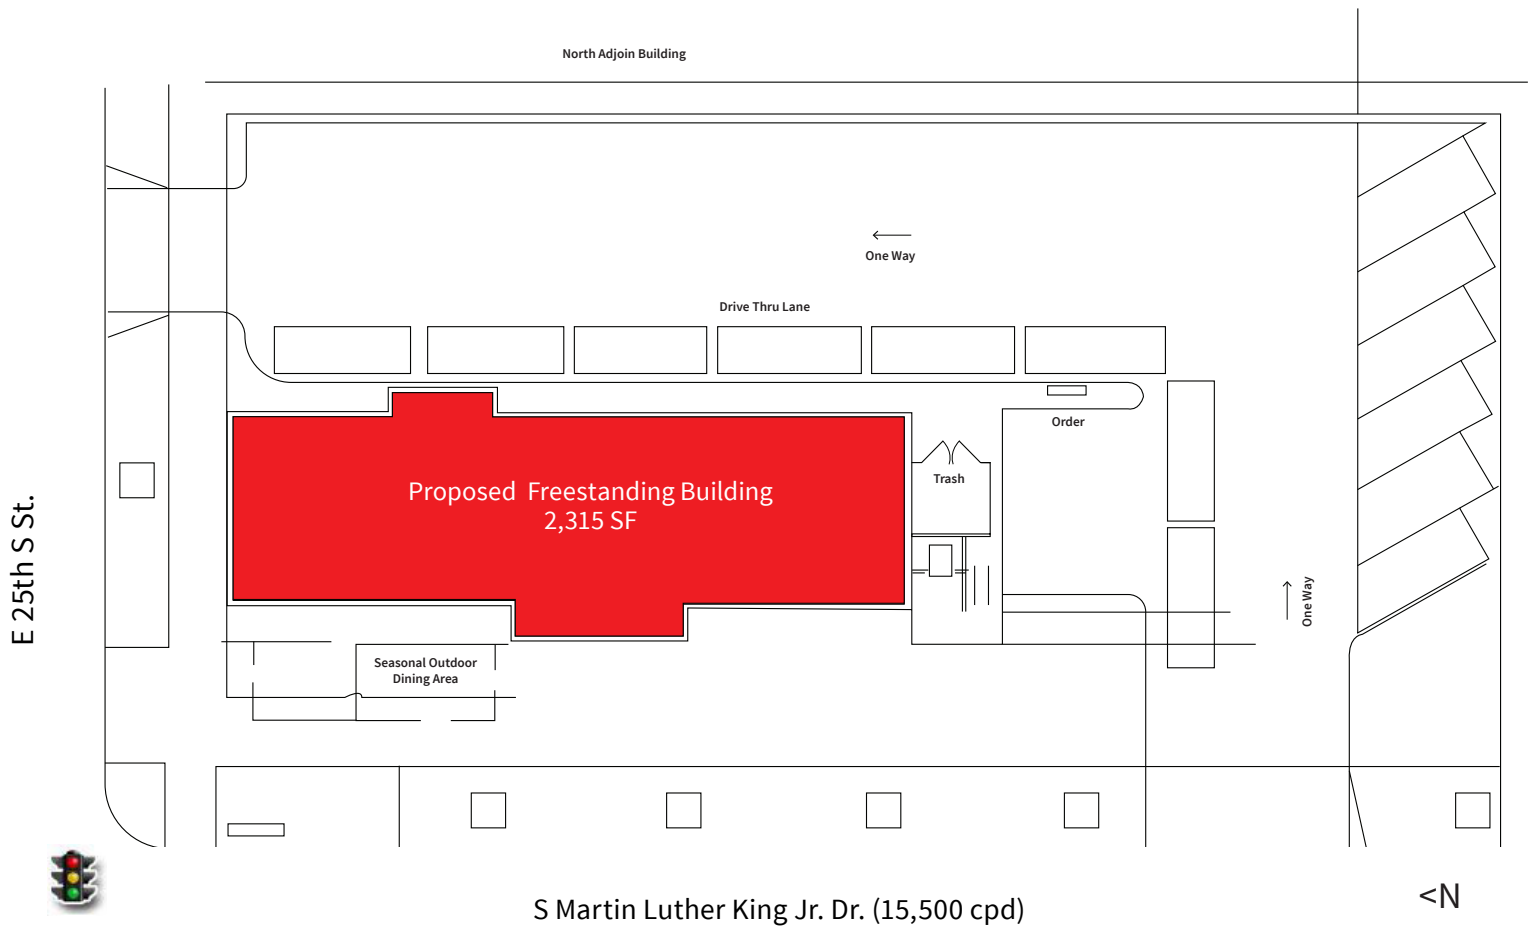 North Adjoin Building
One Way
Drive Thru Lane
Order
Trash
Proposed Freestanding Building
2,315 SF
E 25th S St.
One Way
Seasonal Outdoor
Dining Area
<N
S Martin Luther King Jr. Dr. (15,500 cpd)